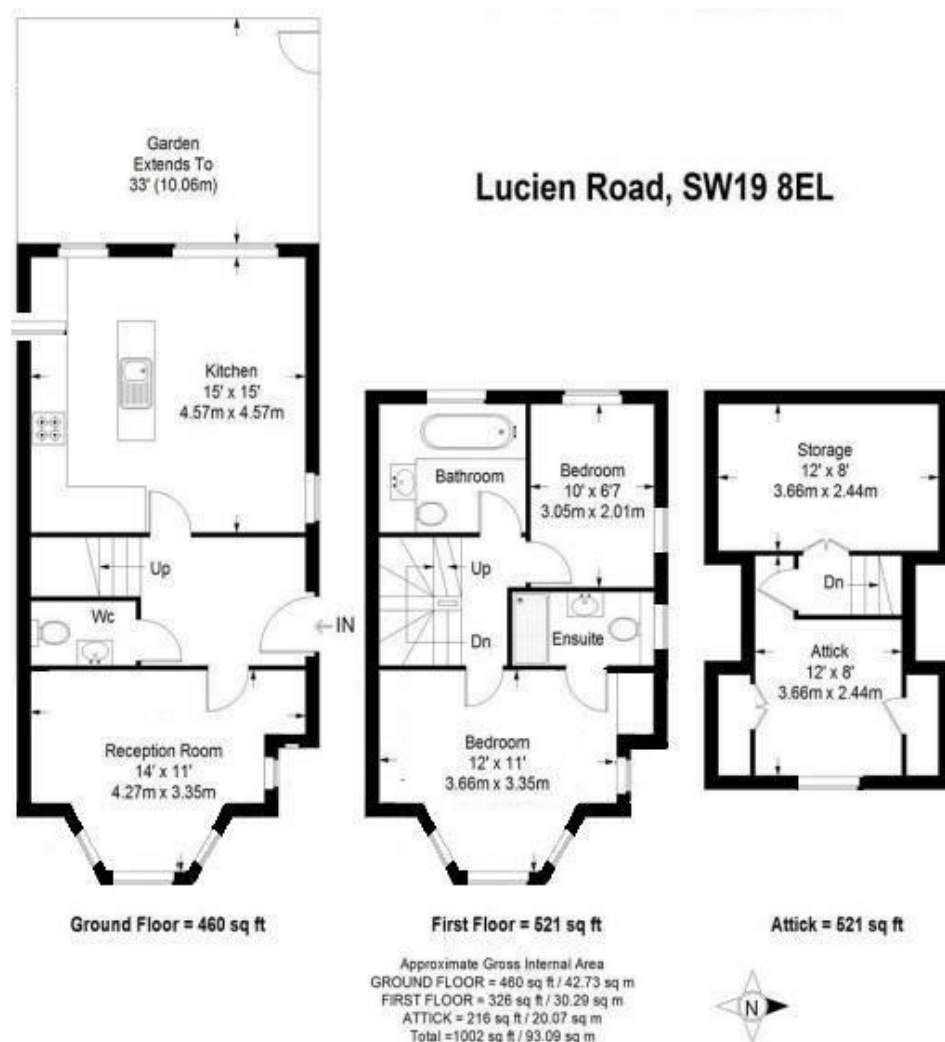 Lucien Road, SW19 8EL
Garden
Extends To
33' (10.06m)
Kitchen
15' x 15'
4.57m x 4.57m
Up
Wc
IN
Reception Room
14' x 11'
4.27m x 3.35m
Bathroom
Bedroom
10' x 6'7
3.05m x 2.01m
Up
Dn
Ensuite
Bedroom
12' x 11'
3.66m x 3.35m
Storage
12' x 8'
3.66m x 2.44m
Dn
Attick
12' x 8'
3.66m x 2.44m
Ground Floor = 460 sq ft
First Floor = 521 sq ft
Attick = 521 sq ft
Approximate Gross Internal Area
GROUND FLOOR = 460 sq ft / 42.73 sq m
FIRST FLOOR = 326 sq ft / 30.29 sq m
ATTICK = 216 sq ft / 20.07 sq m
Total =1002 sq ft / 93.09 sq m
N